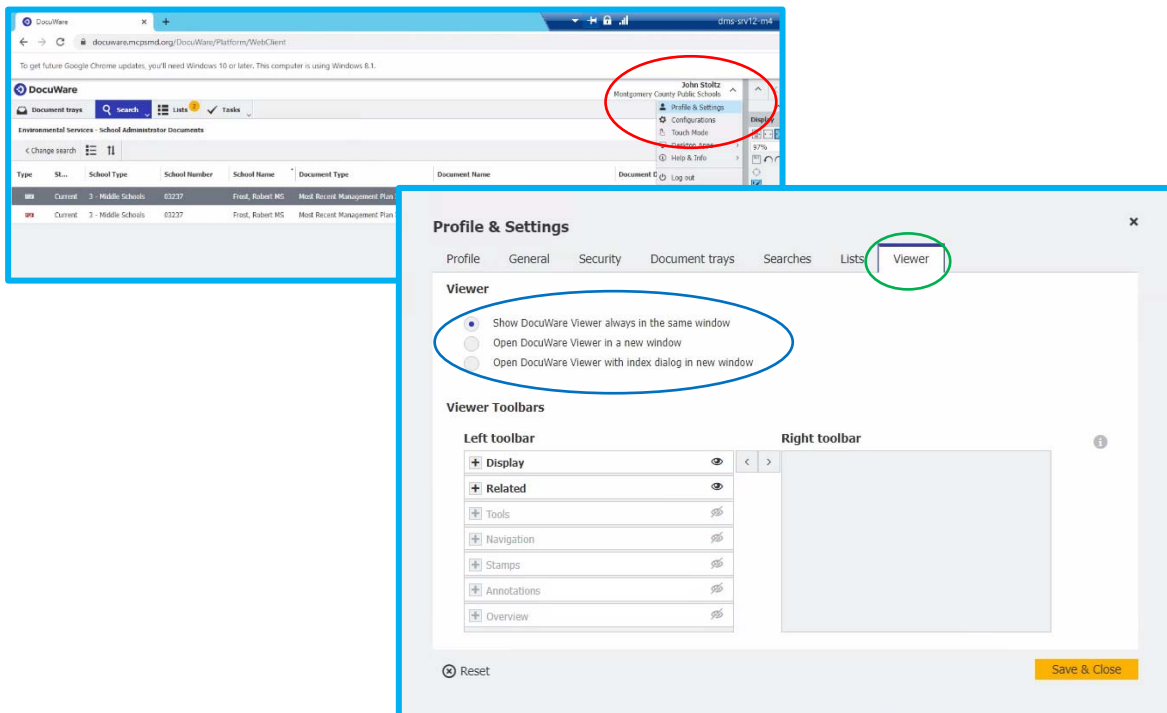 DocuWare
dms-srv12-m4
docuware.mcpsmd.org/DocuWare/Platform/WebClient
To get future Google Chrome updates, you'll need Windows 10 or later. This computer is using Windows 8.1.
DocuWare
John Stoltz
Montgomery County Public Schools
Document trays Search Lists 2 Tasks
Profile & Settings
Configurations
Touch Mode
Desktop Apps
Help & Info
Log out
Display
97%
Environmental Services - School Administrator Documents
Change search
Type St... School Type School Number School Name Document Type Document Name Document D
Current 3 - Middle Schools 03237 Frost, Robert MS Most Recent Management Plan
Current 3 - Middle Schools 03237 Frost, Robert MS Most Recent Management Plan
Profile & Settings
Profile General Security Document trays Searches Lists Viewer
Viewer
Show DocuWare Viewer always in the same window
Open DocuWare Viewer in a new window
Open DocuWare Viewer with index dialog in new window
Viewer Toolbars
Left toolbar Right toolbar
Display
Related
Tools
Navigation
Stamps
Annotations
Overview
Reset Save & Close